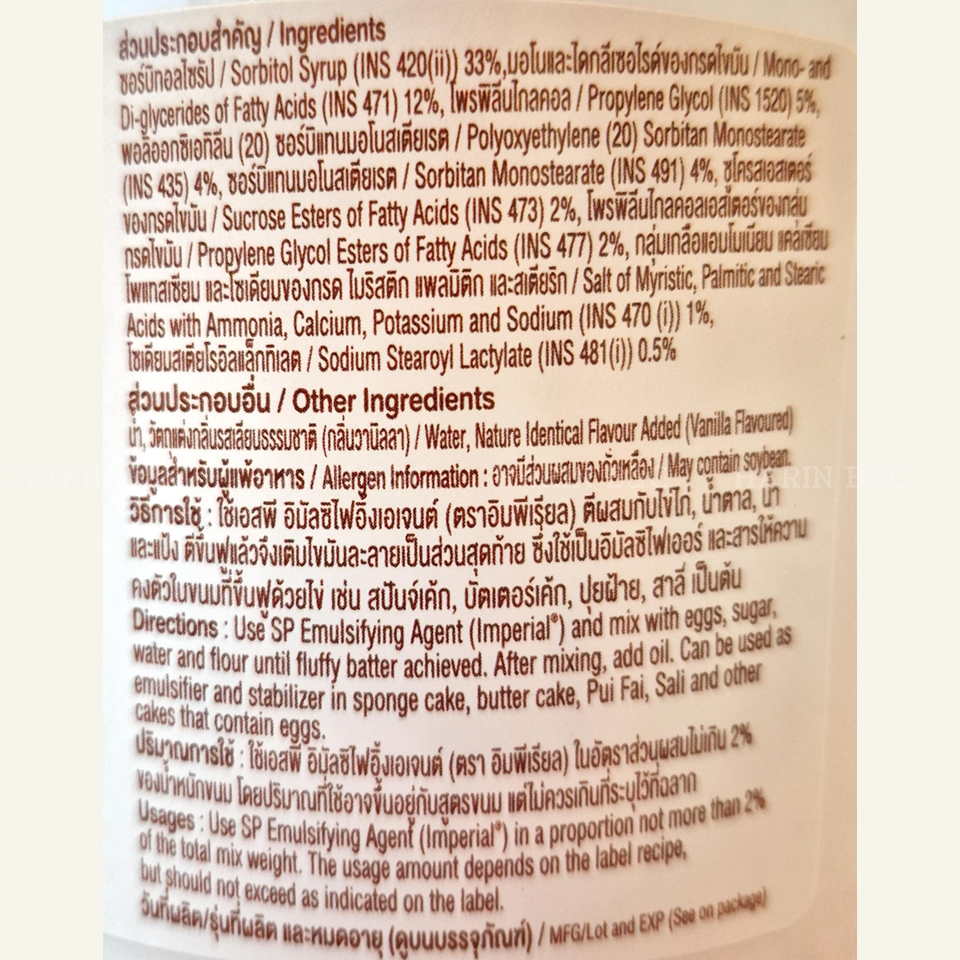 ส่วนประกอบสำคัญ / Ingredients
ซอร์บิทอลไซรัป / Sorbitol Syrup (INS 420(ii)) 33%,มอโนและไดกลีเซอไรด์ของกรดไขมัน / Mono- and
Di-glycerides of Fatty Acids (INS 471) 12%, โพรพิลีนไกลคอล / Propylene Glycol (INS 1520) 5%,
พอลิออกซิเอทิลีน (20) ซอร์บิแทนมอโนสเตียเรต / Polyoxyethylene (20) Sorbitan Monostearate
(INS 435) 4%, ซอร์บิแทนมอโนสเตียเรต / Sorbitan Monostearate (INS 491) 4%, ซูโครสเอสเตอร์
ของกรดไขมัน / Sucrose Esters of Fatty Acids (INS 473) 2%, โพรพิลีนไกลคอลเอสเตอร์ของกลุ่ม
กรดไขมัน / Propylene Glycol Esters of Fatty Acids (INS 477) 2%, กลุ่มเกลือแอมโมเนียม แคลเซียม
โพแทสเซียม และโซเดียมของกรด ไมริสติก แพลมิติก และสเตียริก / Salt of Myristic, Palmitic and Stearic
Acids with Ammonia, Calcium, Potassium and Sodium (INS 470 (i)) 1%,
โซเดียมสเตียโรอิลแล็กทิเลต / Sodium Stearoyl Lactylate (INS 481(i)) 0.5%
ส่วนประกอบอื่น / Other Ingredients
น้ำ, วัตถุแต่งกลิ่นรสเลียนธรรมชาติ (กลิ่นวานิลลา) / Water, Nature Identical Flavour Added (Vanilla Flavoured)
ข้อมูลสำหรับผู้แพ้อาหาร / Allergen Information : อาจมีส่วนผสมของถั่วเหลือง / May contain soybean.
HARIN B&C
วิธีการใช้ : ใช้เอสพี อิมัลซิไฟอิ้งเอเจนต์ (ตราอิมพีเรียล) ตีผสมกับไข่ไก่, น้ำตาล, น้ำ
และแป้ง ตีขึ้นฟูแล้วจึงเติมไขมันละลายเป็นส่วนสุดท้าย ซึ่งใช้เป็นอิมัลซิไฟเออร์ และสารให้ความ
คงตัวในขนมที่ขึ้นฟูด้วยไข่ เช่น สปันจ์เค้ก, บัตเตอร์เค้ก, ปุยฝ้าย, สาลี่ เป็นต้น
Directions : Use SP Emulsifying Agent (Imperial®) and mix with eggs, sugar,
water and flour until fluffy batter achieved. After mixing, add oil. Can be used as
emulsifier and stabilizer in sponge cake, butter cake, Pui Fai, Sali and other
cakes that contain eggs.
ปริมาณการใช้ : ใช้เอสพี อิมัลซิไฟอิ้งเอเจนต์ (ตรา อิมพีเรียล) ในอัตราส่วนผสมไม่เกิน 2%
ของน้ำหนักขนม โดยปริมาณที่ใช้อาจขึ้นอยู่กับสูตรขนม แต่ไม่ควรเกินที่ระบุไว้ที่ฉลาก
Usages : Use SP Emulsifying Agent (Imperial®) in a proportion not more than 2%
of the total mix weight. The usage amount depends on the label recipe,
but should not exceed as indicated on the label.
วันที่ผลิต/รุ่นที่ผลิต และหมดอายุ (ดูบนบรรจุภัณฑ์) / MFG/Lot and EXP (See on package)